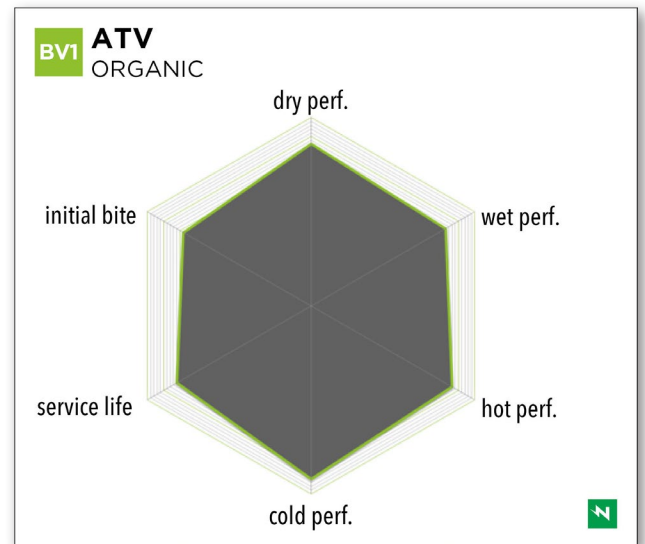 BV1
ATV
ORGANIC
dry perf.
initial bite
wet perf.
service life
hot perf.
cold perf.